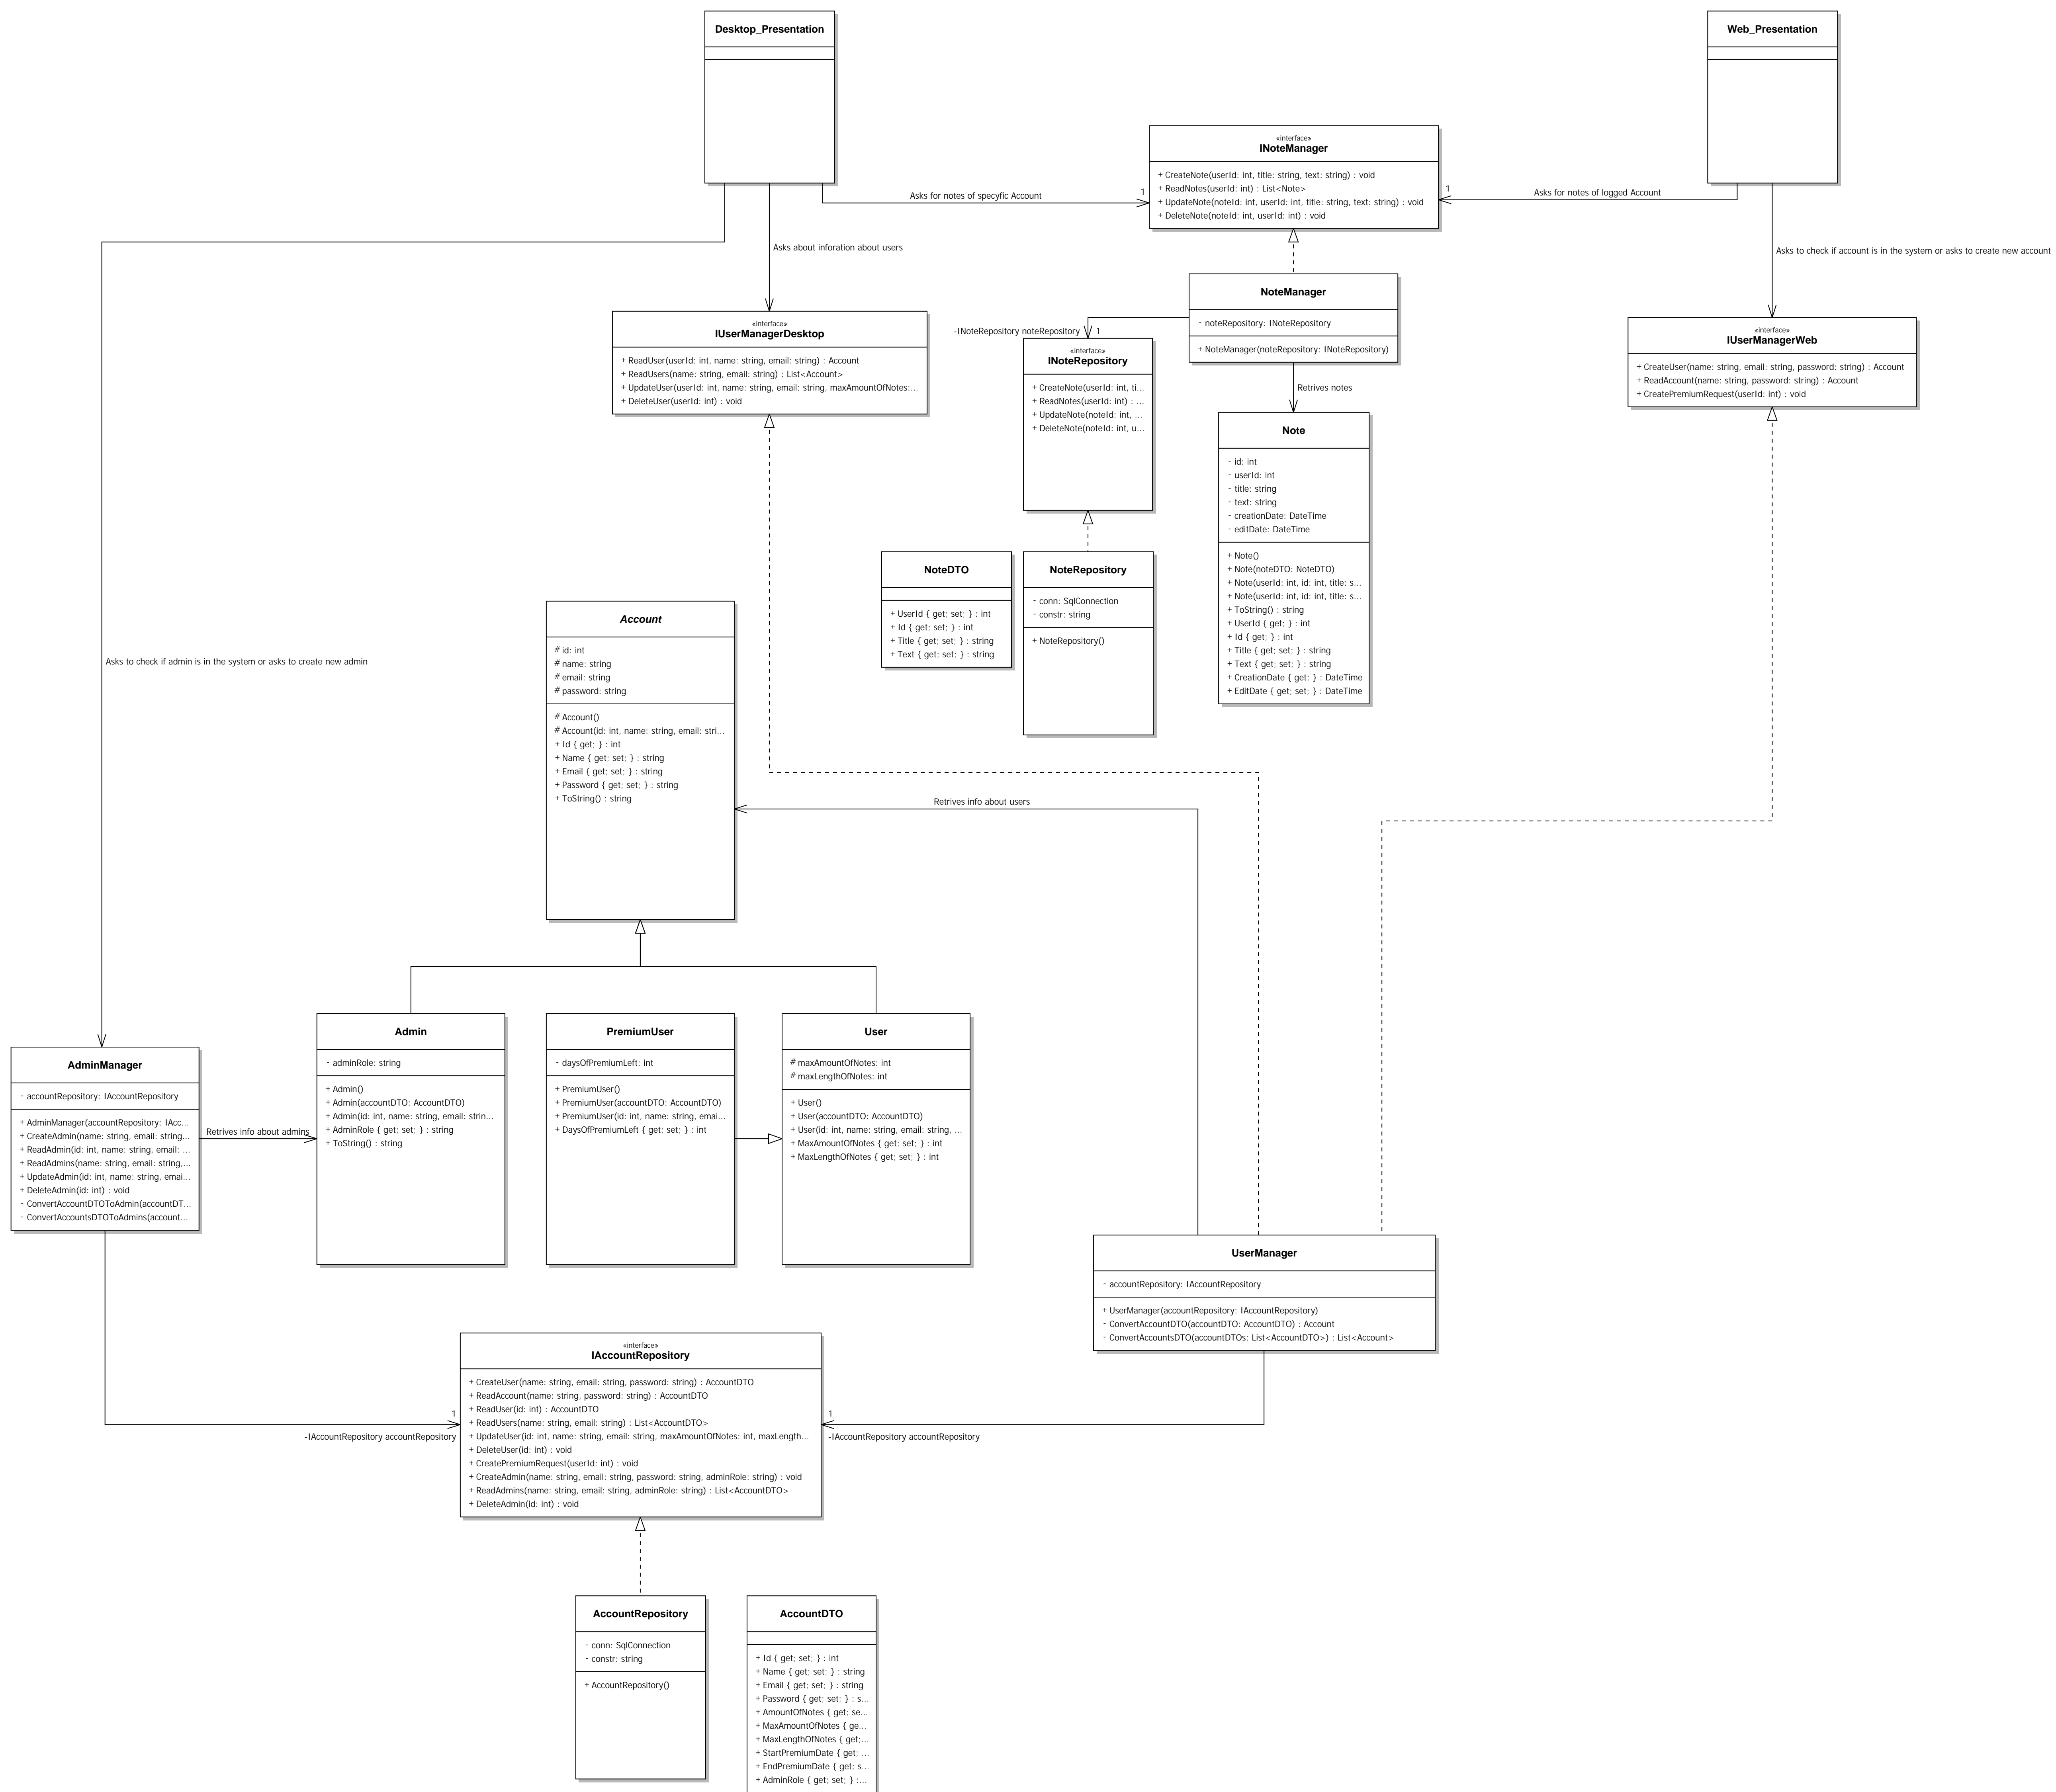 Desktop_Presentation
Web_Presentation
«interface»
INoteManager
+ CreateNote(userId: int, title: string, text: string) : void
+ ReadNotes(userId: int) : List<Note>
+ UpdateNote(noteId: int, userId: int, title: string, text: string) : void
+ DeleteNote(noteId: int, userId: int) : void
Asks for notes of specyfic Account
1
1
Asks for notes of logged Account
Asks about inforation about users
Asks to check if account is in the system or asks to create new account
NoteManager
- noteRepository: INoteRepository
+ NoteManager(noteRepository: INoteRepository)
«interface»
IUserManagerDesktop
+ ReadUser(userId: int, name: string, email: string) : Account
+ ReadUsers(name: string, email: string) : List<Account>
+ UpdateUser(userId: int, name: string, email: string, maxAmountOfNotes:...
+ DeleteUser(userId: int) : void
-INoteRepository noteRepository
1
«interface»
INoteRepository
+ CreateNote(userId: int, ti...
+ ReadNotes(userId: int) : ...
+ UpdateNote(noteId: int, ...
+ DeleteNote(noteId: int, u...
Retrives notes
«interface»
IUserManagerWeb
+ CreateUser(name: string, email: string, password: string) : Account
+ ReadAccount(name: string, password: string) : Account
+ CreatePremiumRequest(userId: int) : void
Note
- id: int
- userId: int
- title: string
- text: string
- creationDate: DateTime
- editDate: DateTime
+ Note()
+ Note(noteDTO: NoteDTO)
+ Note(userId: int, id: int, title: s...
+ Note(userId: int, id: int, title: s...
+ ToString() : string
+ UserId { get; } : int
+ Id { get; } : int
+ Title { get; set; } : string
+ Text { get; set; } : string
+ CreationDate { get; } : DateTime
+ EditDate { get; set; } : DateTime
NoteDTO
+ UserId { get; set; } : int
+ Id { get; set; } : int
+ Title { get; set; } : string
+ Text { get; set; } : string
NoteRepository
- conn: SqlConnection
- constr: string
+ NoteRepository()
Account
# id: int
# name: string
# email: string
# password: string
# Account()
# Account(id: int, name: string, email: stri...
+ Id { get; } : int
+ Name { get; set; } : string
+ Email { get; set; } : string
+ Password { get; set; } : string
+ ToString() : string
Asks to check if admin is in the system or asks to create new admin
Retrives info about users
AdminManager
- accountRepository: IAccountRepository
+ AdminManager(accountRepository: IAcc...
+ CreateAdmin(name: string, email: string...
+ ReadAdmin(id: int, name: string, email: ...
+ ReadAdmins(name: string, email: string,...
+ UpdateAdmin(id: int, name: string, emai...
+ DeleteAdmin(id: int) : void
- ConvertAccountDTOToAdmin(accountDT...
- ConvertAccountsDTOToAdmins(account...
Retrives info about admins
Admin
- adminRole: string
+ Admin()
+ Admin(accountDTO: AccountDTO)
+ Admin(id: int, name: string, email: strin...
+ AdminRole { get; set; } : string
+ ToString() : string
PremiumUser
- daysOfPremiumLeft: int
+ PremiumUser()
+ PremiumUser(accountDTO: AccountDTO)
+ PremiumUser(id: int, name: string, emai...
+ DaysOfPremiumLeft { get; set; } : int
User
# maxAmountOfNotes: int
# maxLengthOfNotes: int
+ User()
+ User(accountDTO: AccountDTO)
+ User(id: int, name: string, email: string, ...
+ MaxAmountOfNotes { get; set; } : int
+ MaxLengthOfNotes { get; set; } : int
UserManager
- accountRepository: IAccountRepository
+ UserManager(accountRepository: IAccountRepository)
- ConvertAccountDTO(accountDTO: AccountDTO) : Account
- ConvertAccountsDTO(accountDTOs: List<AccountDTO>) : List<Account>
«interface»
IAccountRepository
+ CreateUser(name: string, email: string, password: string) : AccountDTO
+ ReadAccount(name: string, password: string) : AccountDTO
+ ReadUser(id: int) : AccountDTO
+ ReadUsers(name: string, email: string) : List<AccountDTO>
+ UpdateUser(id: int, name: string, email: string, maxAmountOfNotes: int, maxLength...
+ DeleteUser(id: int) : void
+ CreatePremiumRequest(userId: int) : void
+ CreateAdmin(name: string, email: string, password: string, adminRole: string) : void
+ ReadAdmins(name: string, email: string, adminRole: string) : List<AccountDTO>
+ DeleteAdmin(id: int) : void
1
-IAccountRepository accountRepository
1
-IAccountRepository accountRepository
AccountRepository
- conn: SqlConnection
- constr: string
+ AccountRepository()
AccountDTO
+ Id { get; set; } : int
+ Name { get; set; } : string
+ Email { get; set; } : string
+ Password { get; set; } : s...
+ AmountOfNotes { get; se...
+ MaxAmountOfNotes { ge...
+ MaxLengthOfNotes { get;...
+ StartPremiumDate { get; ...
+ EndPremiumDate { get; s...
+ AdminRole { get; set; } :...